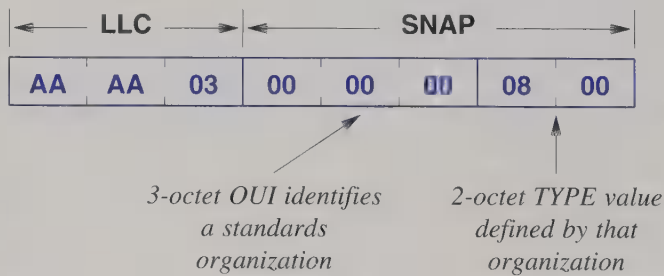 LLC SNAP
AA AA 03 00 00 00 08 00
3-octet OUI identifies
a standards
organization
2-octet TYPE value
defined by that
organization